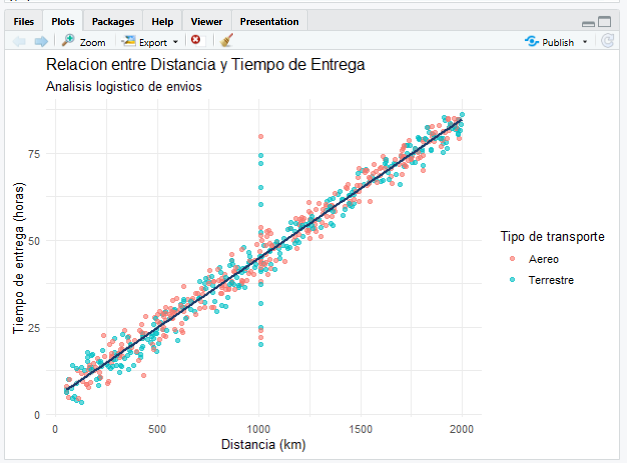 Files Plots Packages Help Viewer Presentation
Zoom Export Publish
Relacion entre Distancia y Tiempo de Entrega
Analisis logistico de envios
Tiempo de entrega (horas)
75
50
25
0
0 500 1000 1500 2000
Distancia (km)
Tipo de transporte
Aereo
Terrestre